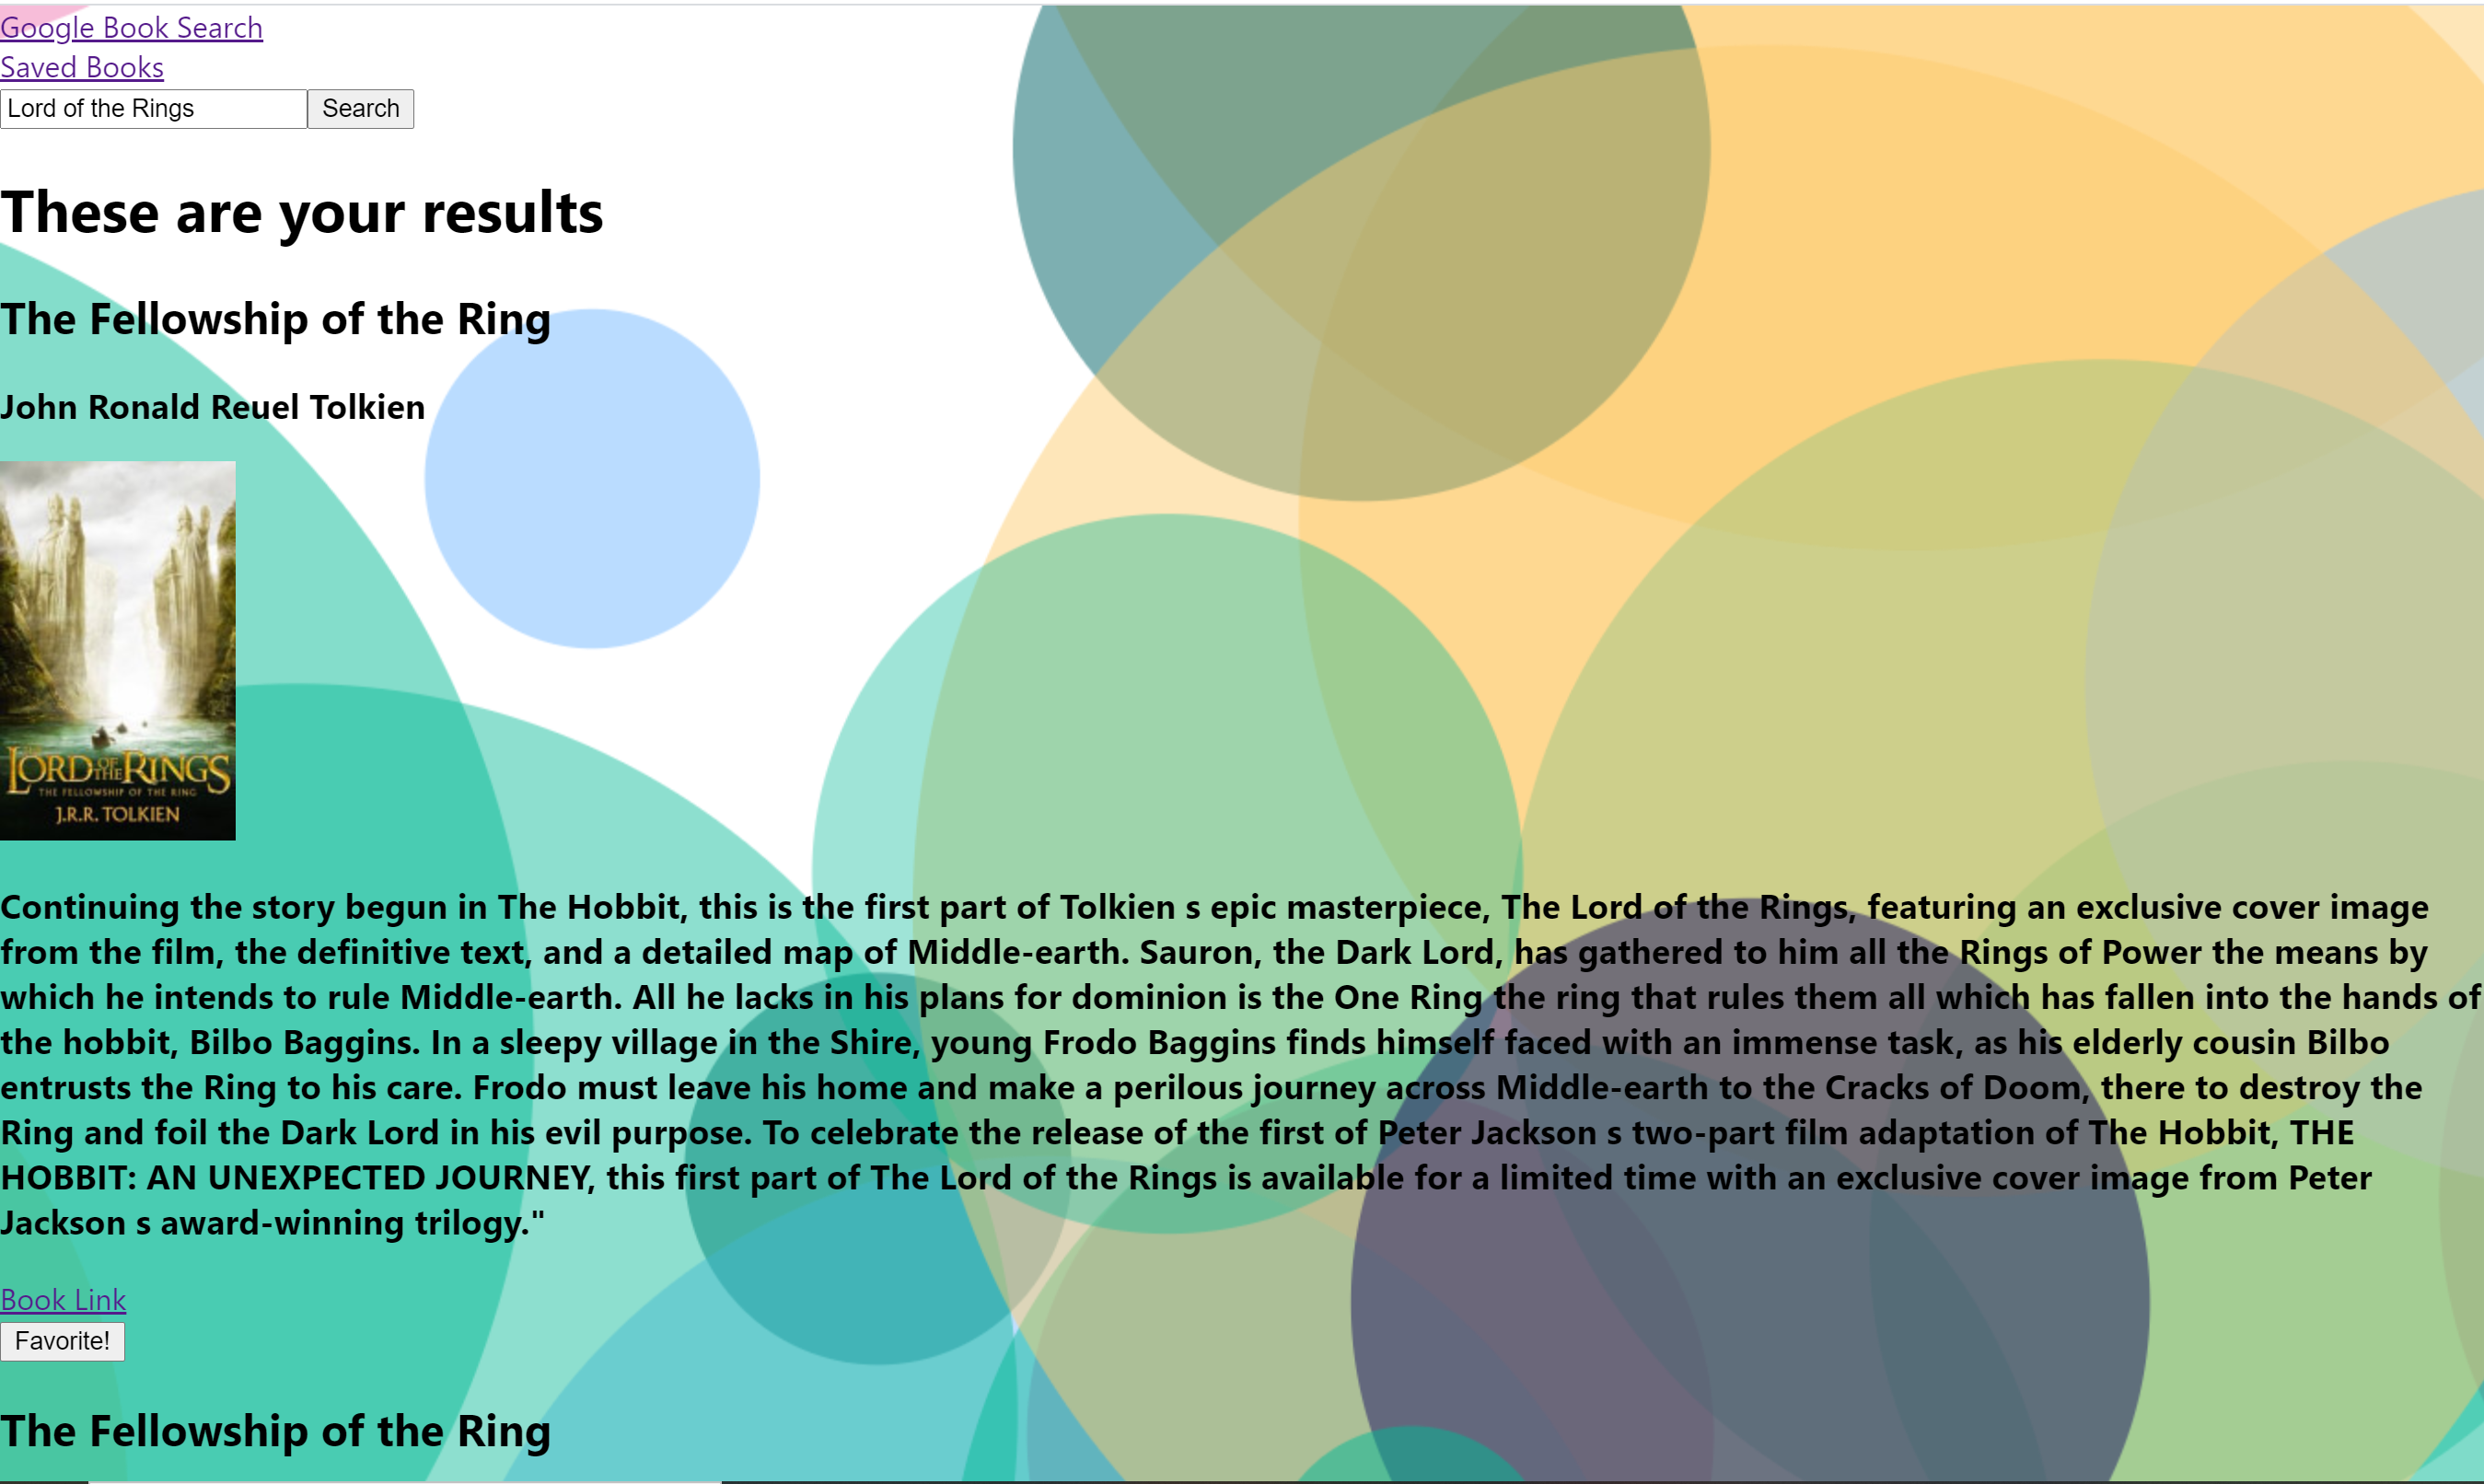 Google Book Search
Saved Books
Lord of the Rings Search
These are your results
The Fellowship of the Ring
John Ronald Reuel Tolkien
THE LORD OF THE RINGS
THE FELLOWSHIP OF THE RING
J.R.R. TOLKIEN
Continuing the story begun in The Hobbit, this is the first part of Tolkien s epic masterpiece, The Lord of the Rings, featuring an exclusive cover image
from the film, the definitive text, and a detailed map of Middle-earth. Sauron, the Dark Lord, has gathered to him all the Rings of Power the means by
which he intends to rule Middle-earth. All he lacks in his plans for dominion is the One Ring the ring that rules them all which has fallen into the hands of
the hobbit, Bilbo Baggins. In a sleepy village in the Shire, young Frodo Baggins finds himself faced with an immense task, as his elderly cousin Bilbo
entrusts the Ring to his care. Frodo must leave his home and make a perilous journey across Middle-earth to the Cracks of Doom, there to destroy the
Ring and foil the Dark Lord in his evil purpose. To celebrate the release of the first of Peter Jackson s two-part film adaptation of The Hobbit, THE
HOBBIT: AN UNEXPECTED JOURNEY, this first part of The Lord of the Rings is available for a limited time with an exclusive cover image from Peter
Jackson s award-winning trilogy."
Book Link
Favorite!
The Fellowship of the Ring